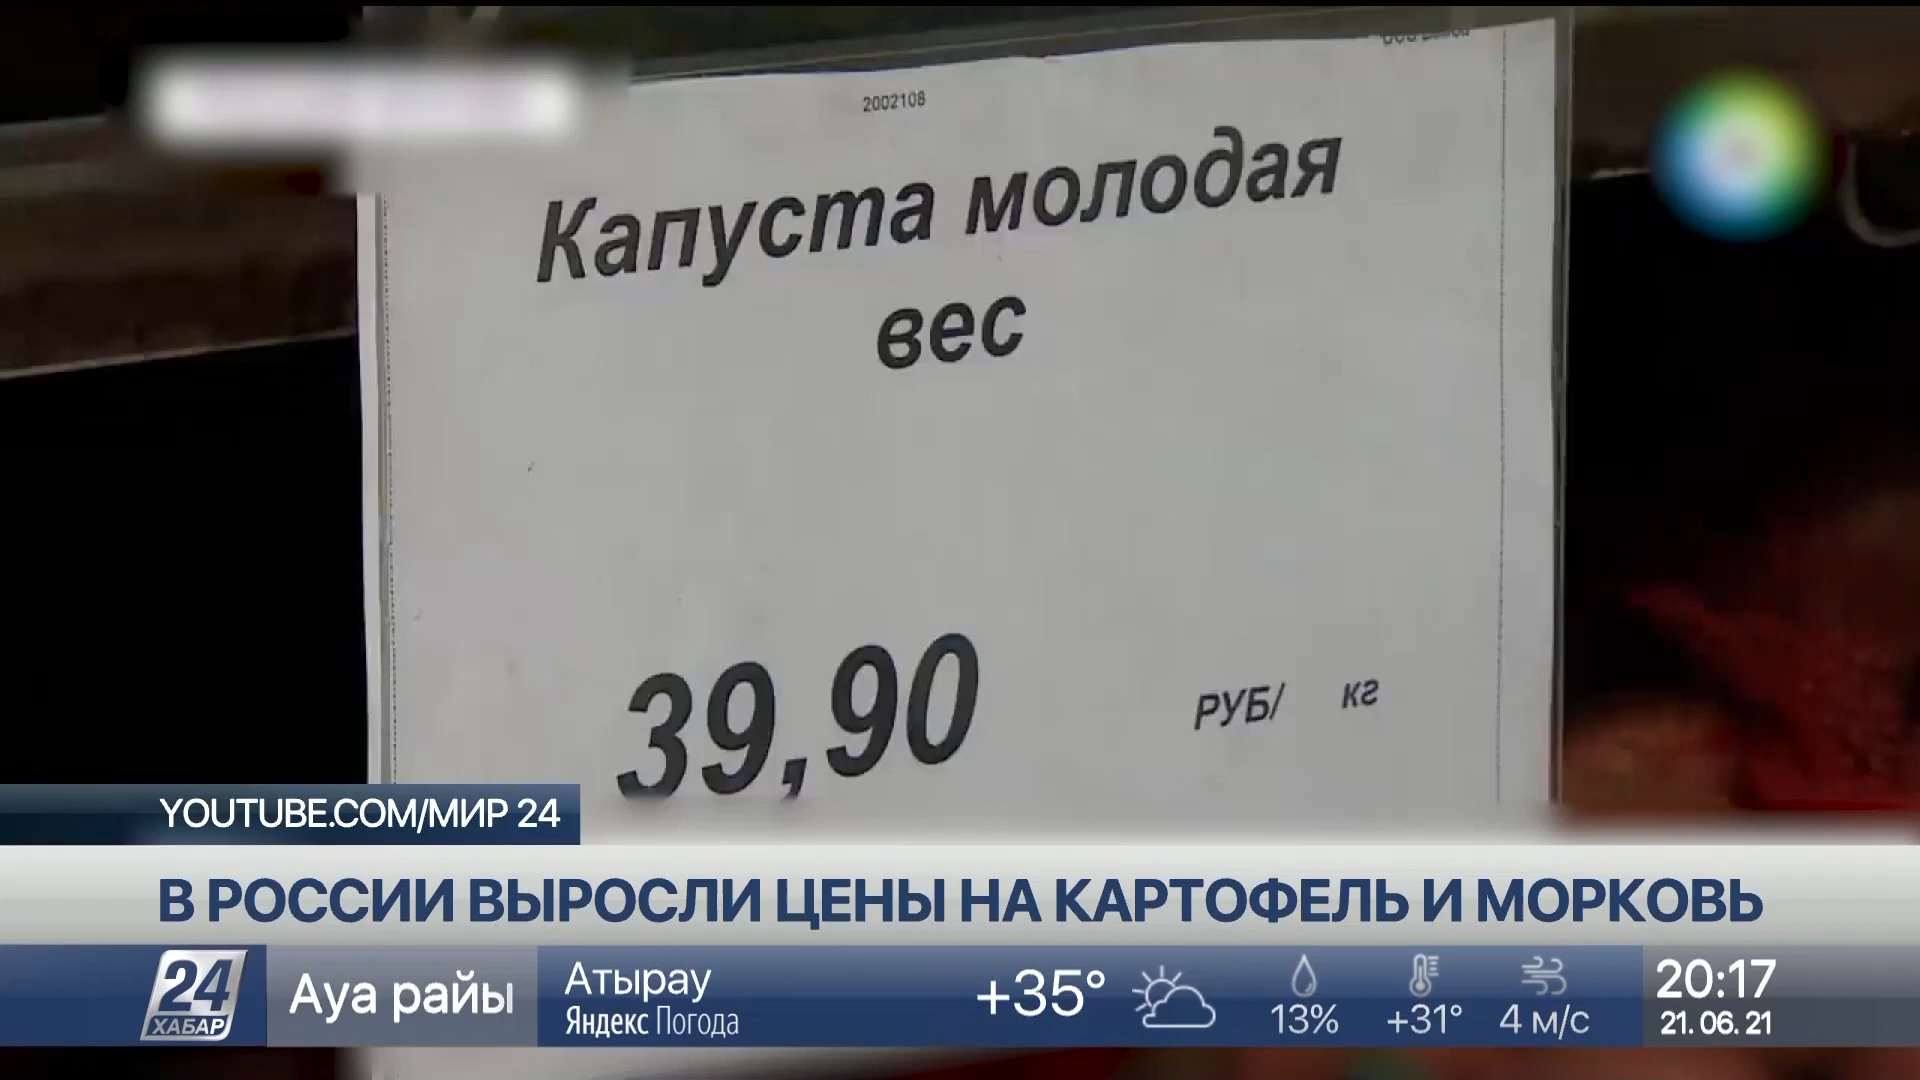 2002108
Капуста молодая
вес
39,90 РУБ/ кг
YOUTUBE.COM/МИР 24
В РОССИИ ВЫРОСЛИ ЦЕНЫ НА КАРТОФЕЛЬ И МОРКОВЬ
24 ХАБАР
Ауа райы
Атырау
Яндекс Погода
+35°
13% +31° 4 м/с
20:17
21. 06. 21